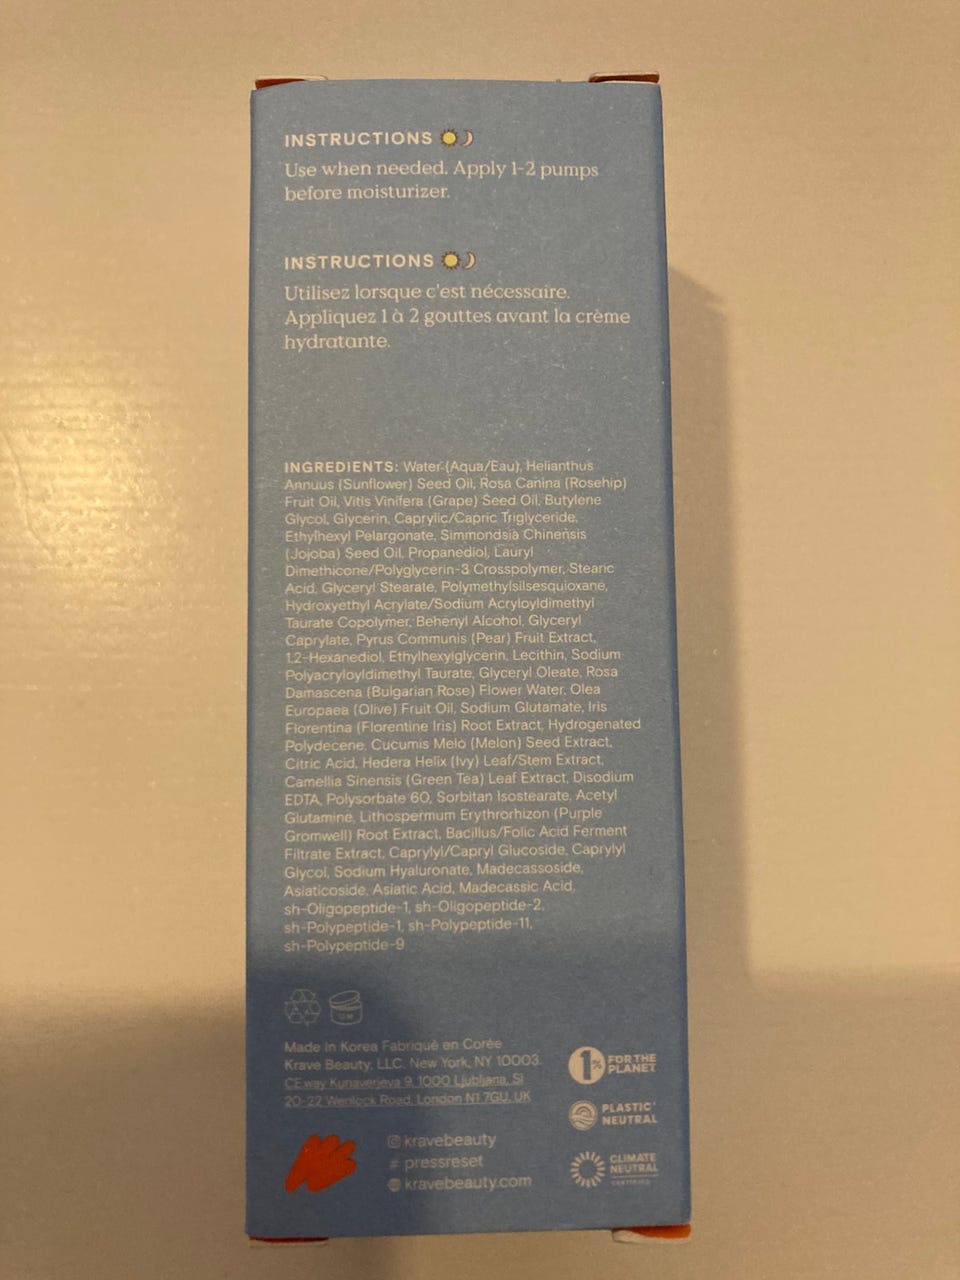 INSTRUCTIONS
Use when needed. Apply 1-2 pumps
before moisturizer.
INSTRUCTIONS
Utilisez lorsque c'est nécessaire.
Appliquez 1 à 2 gouttes avant la crème
hydratante.
INGREDIENTS: Water (Aqua/Eau), Helianthus
Annuus (Sunflower) Seed Oil, Rosa Canina (Rosehip)
Fruit Oil, Vitis Vinifera (Grape) Seed Oil, Butylene
Glycol, Glycerin, Caprylic/Capric Triglyceride,
Ethylhexyl Pelargonate, Simmondsia Chinensis
(Jojoba) Seed Oil, Propanediol, Lauryl
Dimethicone/Polyglycerin-3 Crosspolymer, Stearic
Acid, Glyceryl Stearate, Polymethylsilsesquioxane,
Hydroxyethyl Acrylate/Sodium Acryloyldimethyl
Taurate Copolymer, Behenyl Alcohol, Glyceryl
Caprylate, Pyrus Communis (Pear) Fruit Extract,
1,2-Hexanediol, Ethylhexylglycerin, Lecithin, Sodium
Polyacryloyldimethyl Taurate, Glyceryl Oleate, Rosa
Damascena (Bulgarian Rose) Flower Water, Olea
Europaea (Olive) Fruit Oil, Sodium Glutamate, Iris
Florentina (Florentine Iris) Root Extract, Hydrogenated
Polydecene, Cucumis Melo (Melon) Seed Extract,
Citric Acid, Hedera Helix (Ivy) Leaf/Stem Extract,
Camellia Sinensis (Green Tea) Leaf Extract, Disodium
EDTA, Polysorbate 60, Sorbitan Isostearate, Acetyl
Glutamine, Lithospermum Erythrorhizon (Purple
Gromwell) Root Extract, Bacillus/Folic Acid Ferment
Filtrate Extract, Caprylyl/Capryl Glucoside, Caprylyl
Glycol, Sodium Hyaluronate, Madecassoside,
Asiaticoside, Asiatic Acid, Madecassic Acid,
sh-Oligopeptide-1, sh-Oligopeptide-2,
sh-Polypeptide-1, sh-Polypeptide-11,
sh-Polypeptide-9
12M
Made in Korea Fabriqué en Corée
Krave Beauty, LLC. New York, NY 10003.
CE.way Kunaverjeva 9, 1000 Ljubljana, SI
20-22 Wenlock Road, London N1 7GU, UK
1% FOR THE
PLANET
PLASTIC
NEUTRAL
CLIMATE
NEUTRAL
CERTIFIED
kravebeauty
# pressreset
kravebeauty.com